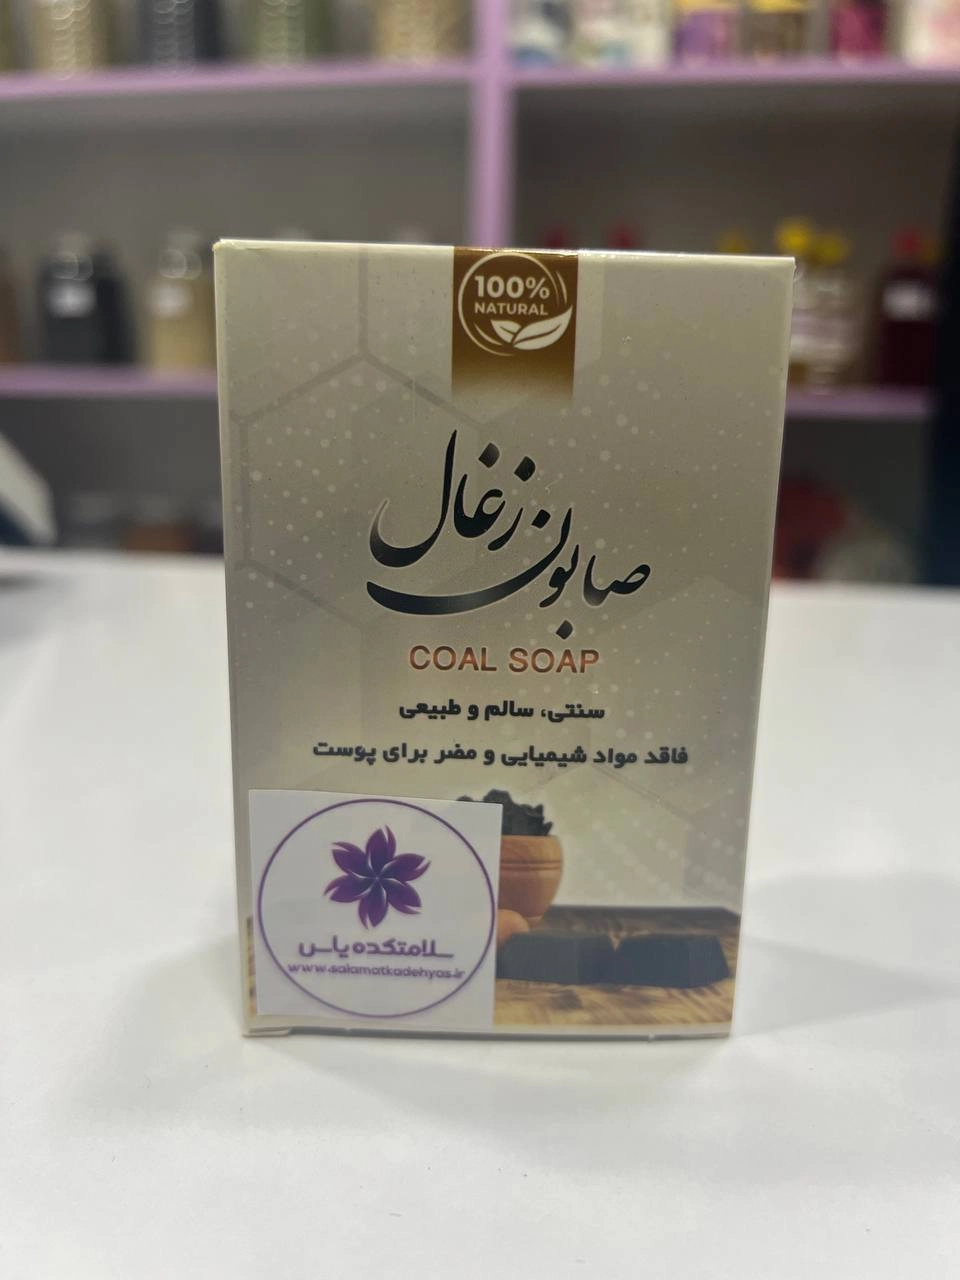 100%
NATURAL
صابون زغال
COAL SOAP
سنتی، سالم و طبیعی
فاقد مواد شیمیایی و مضر برای پوست
سلامتکده یاس
www.salamatkadehyas.ir